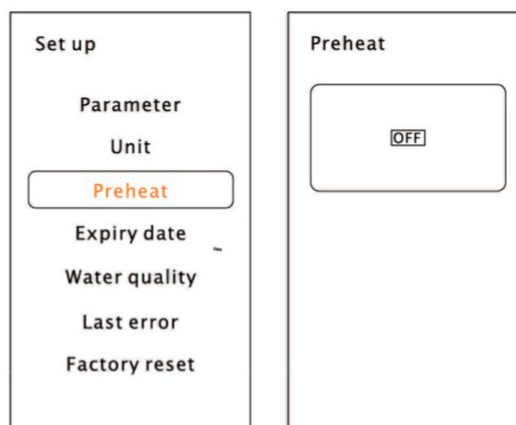 Set up
Parameter
Unit
Preheat
Expiry date
Water quality
Last error
Factory reset
Preheat
OFF